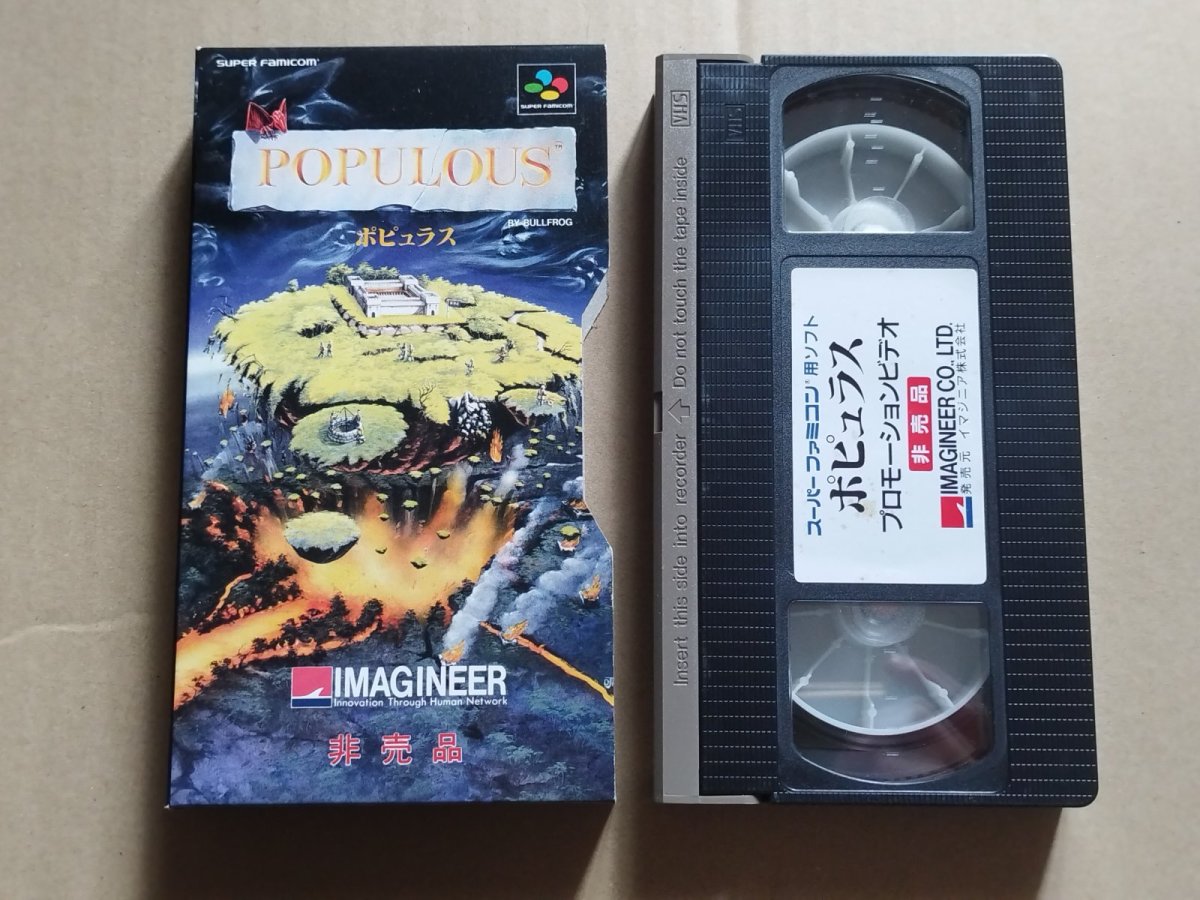 SUPER FAMICOM
SUPER FAMICOM
POPULOUS™
BY BULLFROG
ポピュラス
IMAGINEER
Innovation Through Human Network
非売品
VHS
VHS
Insert this side into recorder ⇧ Do not touch the tape inside
スーパーファミコン®用ソフト
ポピュラス
プロモーションビデオ
非売品
IMAGINEER CO., LTD.
発売元 イマジニア株式会社